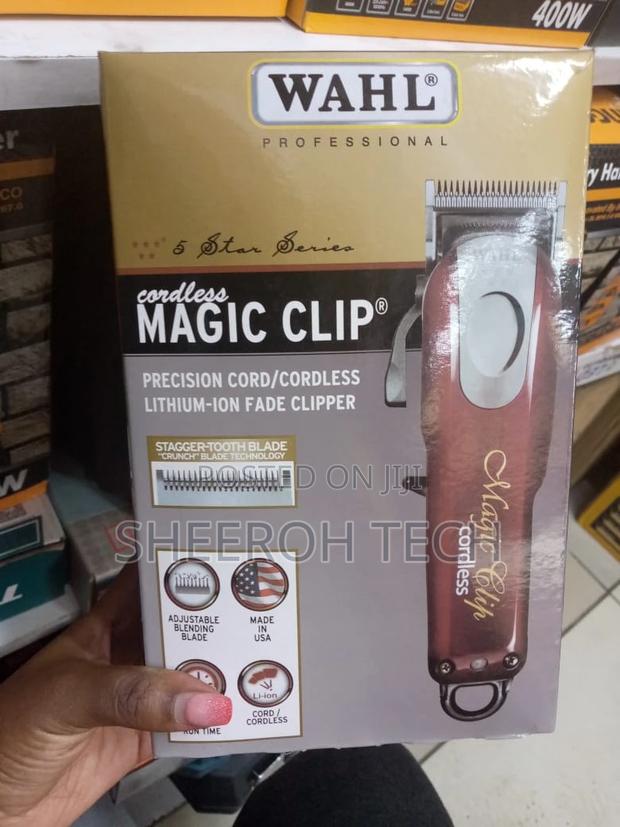 400W
WAHL®
PROFESSIONAL
5 Star Series
cordless
MAGIC CLIP®
PRECISION CORD/CORDLESS
LITHIUM-ION FADE CLIPPER
STAGGER-TOOTH BLADE
"CRUNCH" BLADE TECHNOLOGY
POSTED ON JIJI
SHEEROH TECH
ADJUSTABLE
BLENDING
BLADE
MADE
IN
USA
RUN TIME
Li-ion
CORD /
CORDLESS
WAHL
Magic Clip
cordless